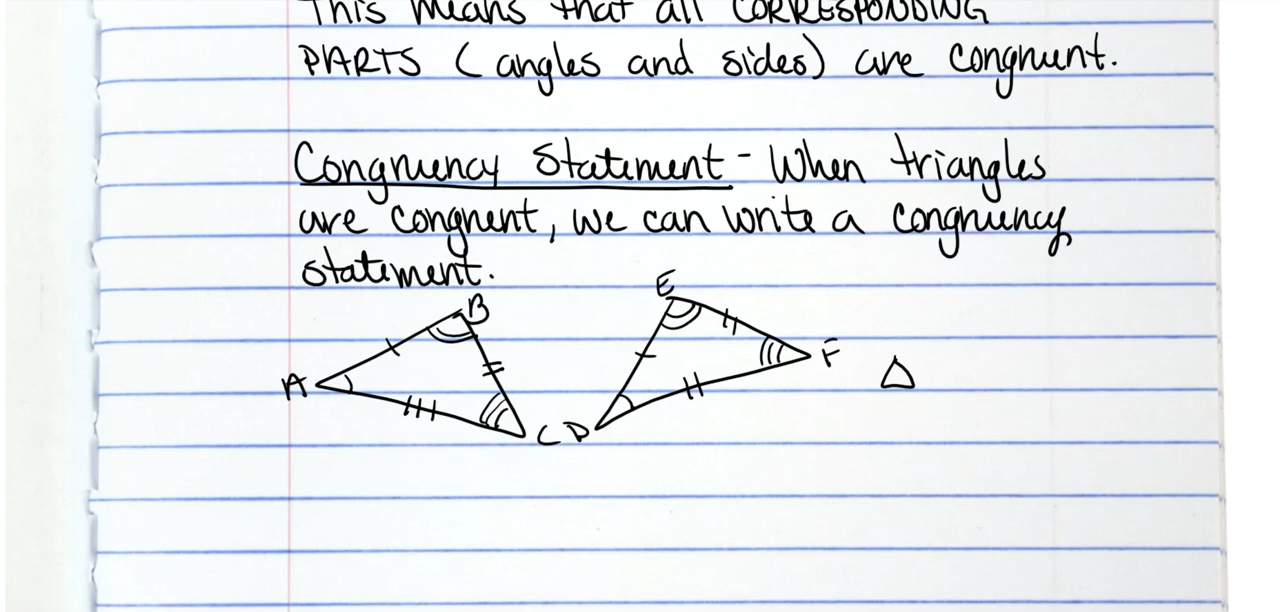 This means that all CORRESPONDING
PARTS (angles and sides) are congruent.
Congruency Statement - When triangles
are congruent, we can write a congruency
statement.
B E
A F △
C D